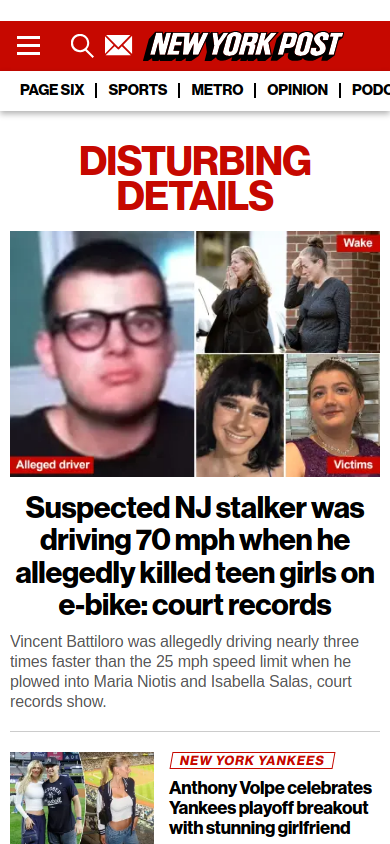 NEW YORK POST
PAGE SIX | SPORTS | METRO | OPINION | PODC
DISTURBING
DETAILS
Wake
Alleged driver
Victims
Suspected NJ stalker was
driving 70 mph when he
allegedly killed teen girls on
e-bike: court records
Vincent Battiloro was allegedly driving nearly three
times faster than the 25 mph speed limit when he
plowed into Maria Niotis and Isabella Salas, court
records show.
NEW YORK YANKEES
Anthony Volpe celebrates
Yankees playoff breakout
with stunning girlfriend